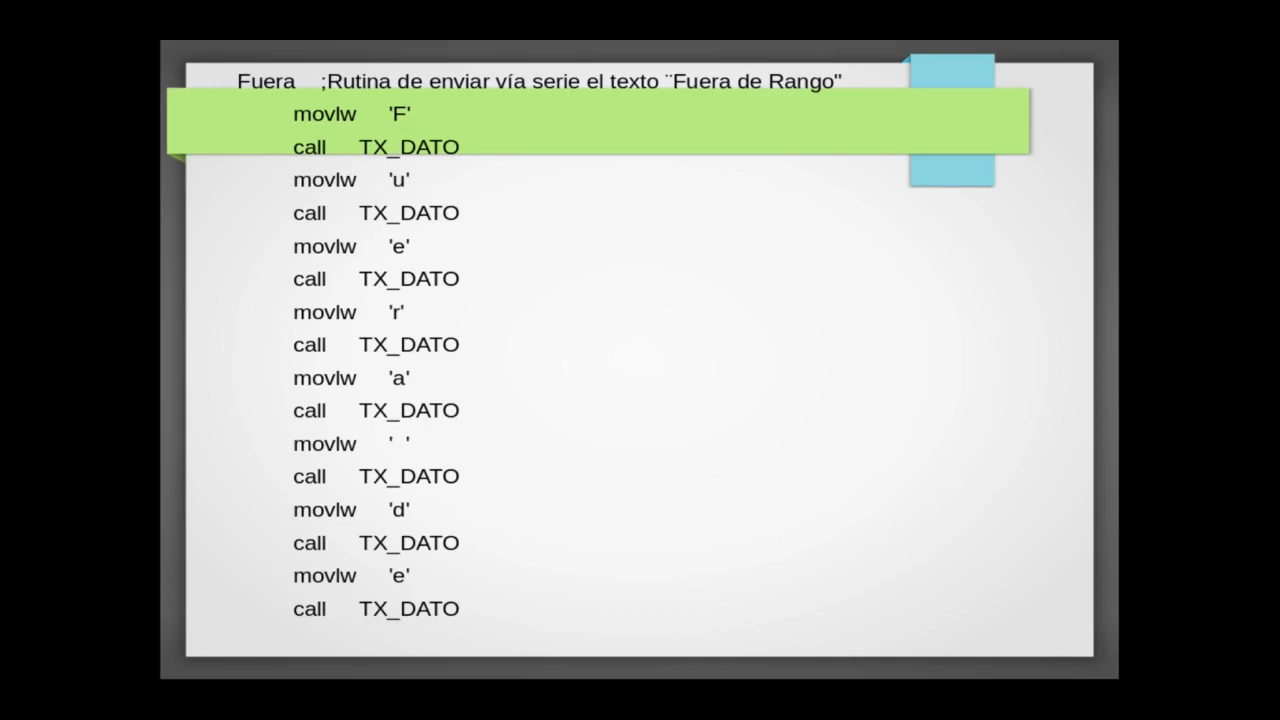 Fuera ;Rutina de enviar vía serie el texto ¨Fuera de Rango"
movlw 'F'
call TX_DATO
movlw 'u'
call TX_DATO
movlw 'e'
call TX_DATO
movlw 'r'
call TX_DATO
movlw 'a'
call TX_DATO
movlw ' '
call TX_DATO
movlw 'd'
call TX_DATO
movlw 'e'
call TX_DATO